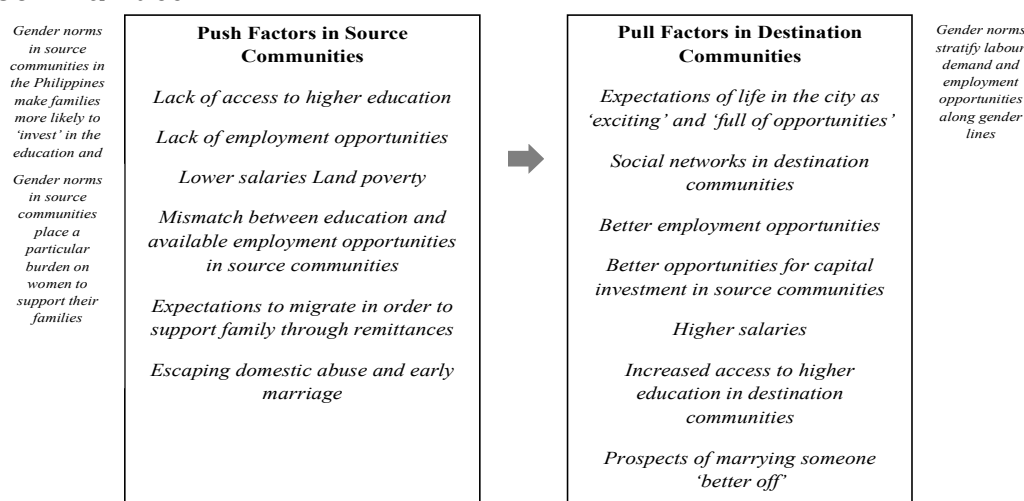 Gender norms
in source
communities in
the Philippines
make families
more likely to
‘invest’ in the
education and
Gender norms
in source
communities
place a
particular
burden on
women to
support their
families
Push Factors in Source
Communities
Lack of access to higher education
Lack of employment opportunities
Lower salaries Land poverty
Mismatch between education and
available employment opportunities
in source communities
Expectations to migrate in order to
support family through remittances
Escaping domestic abuse and early
marriage
Pull Factors in Destination
Communities
Expectations of life in the city as
‘exciting’ and ‘full of opportunities’
Social networks in destination
communities
Better employment opportunities
Better opportunities for capital
investment in source communities
Higher salaries
Increased access to higher
education in destination
communities
Prospects of marrying someone
‘better off’
Gender norms
stratify labour
demand and
employment
opportunities
along gender
lines